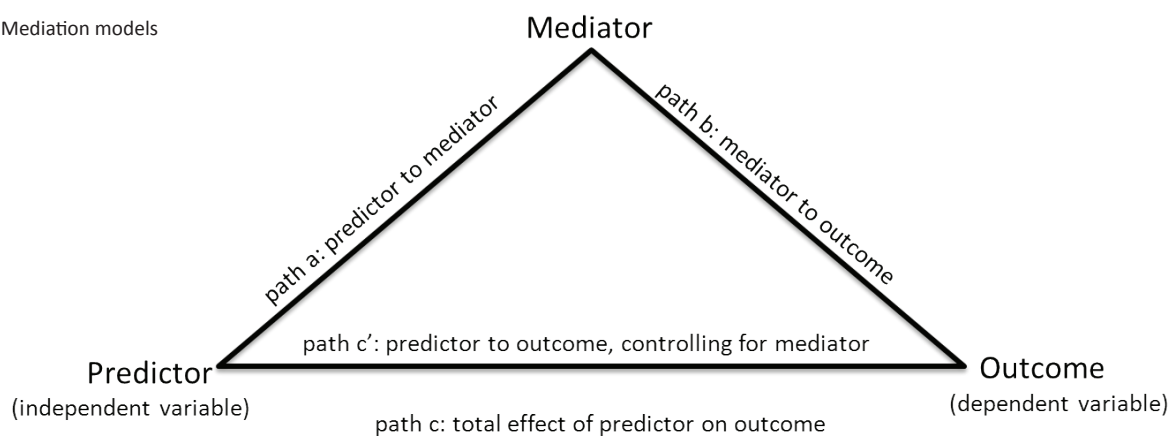 Mediation models
Mediator
path a: predictor to mediator
path b: mediator to outcome
path c’: predictor to outcome, controlling for mediator
Predictor
(independent variable)
Outcome
(dependent variable)
path c: total effect of predictor on outcome